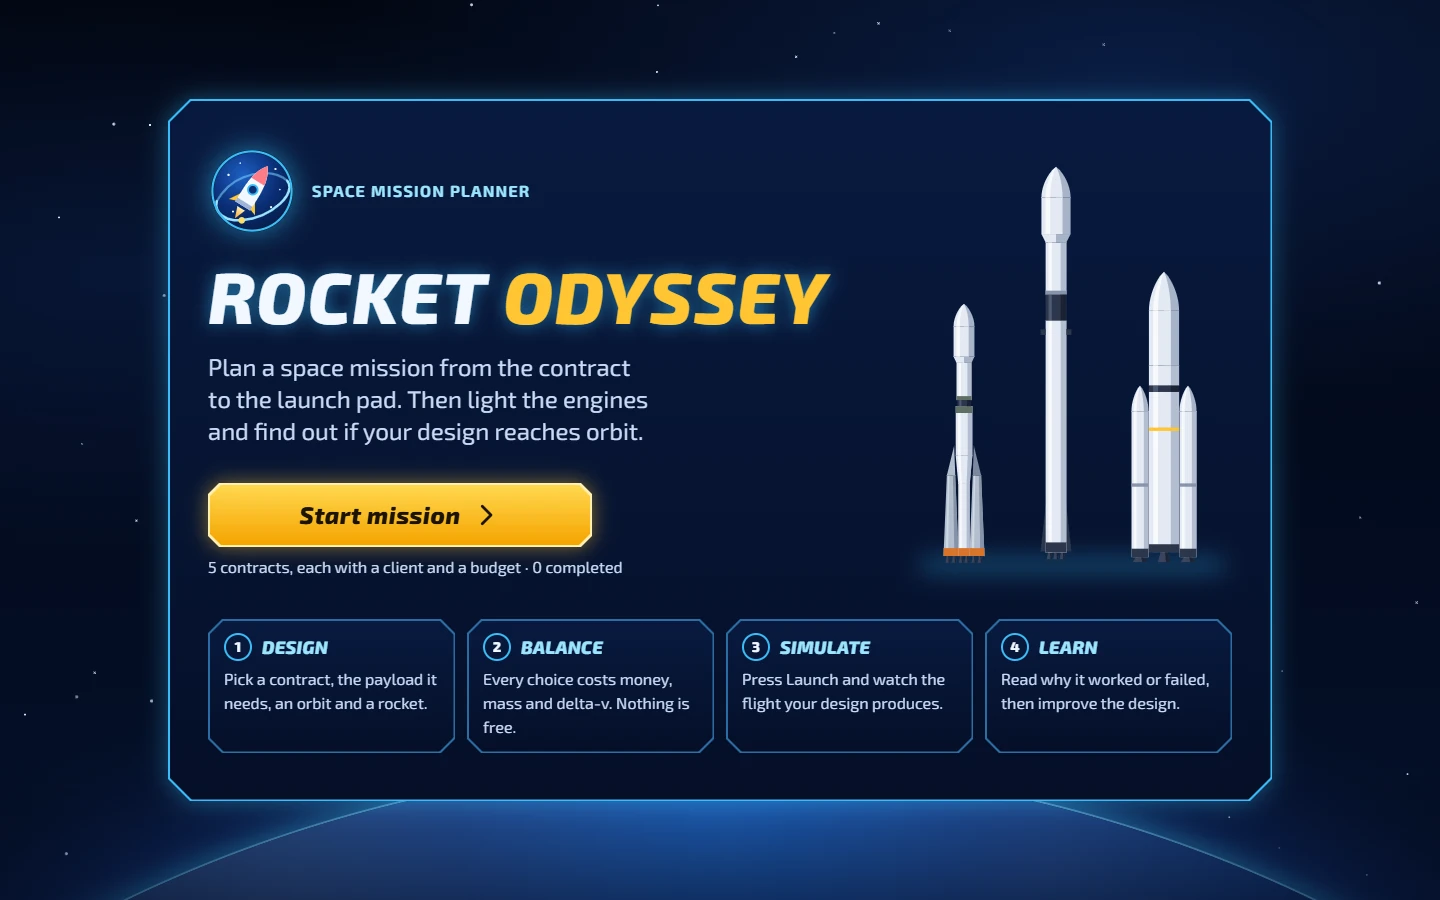 SPACE MISSION PLANNER
ROCKET ODYSSEY
Plan a space mission from the contract
to the launch pad. Then light the engines
and find out if your design reaches orbit.
Start mission
5 contracts, each with a client and a budget · 0 completed
1 DESIGN
Pick a contract, the payload it
needs, an orbit and a rocket.
2 BALANCE
Every choice costs money,
mass and delta-v. Nothing is
free.
3 SIMULATE
Press Launch and watch the
flight your design produces.
4 LEARN
Read why it worked or failed,
then improve the design.